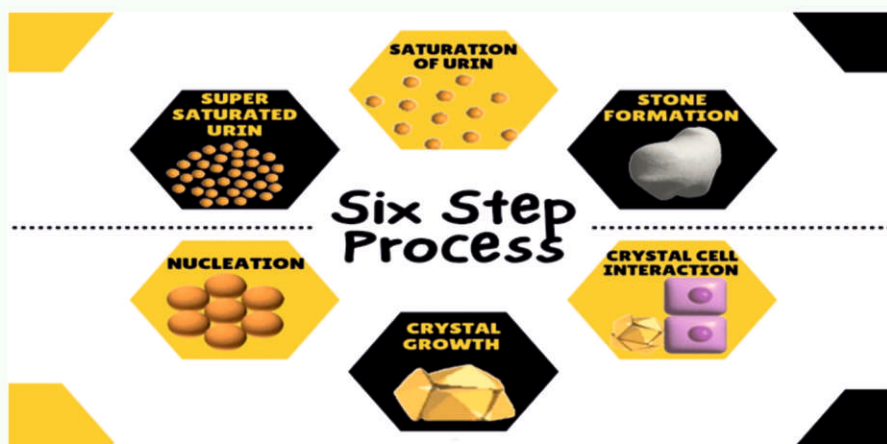 SATURATION
OF URIN
SUPER
SATURATED
URIN
STONE
FORMATION
Six Step
Process
NUCLEATION
CRYSTAL CELL
INTERACTION
CRYSTAL
GROWTH